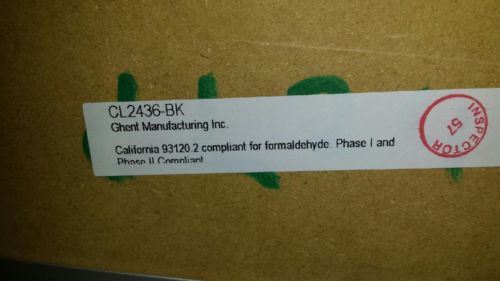 CL2436-BK
Ghent Manufacturing Inc.
California 93120.2 compliant for formaldehyde. Phase I and
Phase II Compliant
INSPECTOR
57